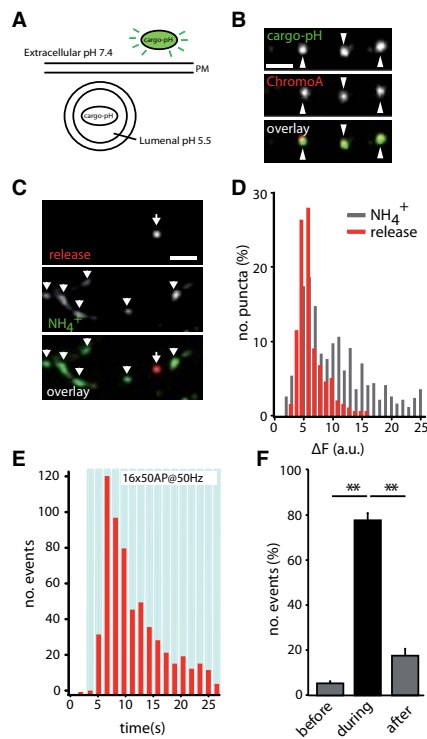 A
Extracellular pH 7.4
cargo-pH
PM
cargo-pH
Lumenal pH 5.5
B
cargo-pH
ChromoA
overlay
C
release
NH4+
overlay
D
no. puncta (%)
30
20
10
0
NH4+
release
0 5 10 15 20 25
ΔF (a.u.)
E
no. events
120
100
80
60
40
20
0
16x50AP@50Hz
0 5 10 15 20 25
time(s)
F
no. events (%)
100
80
60
40
20
0
** **
before
during
after